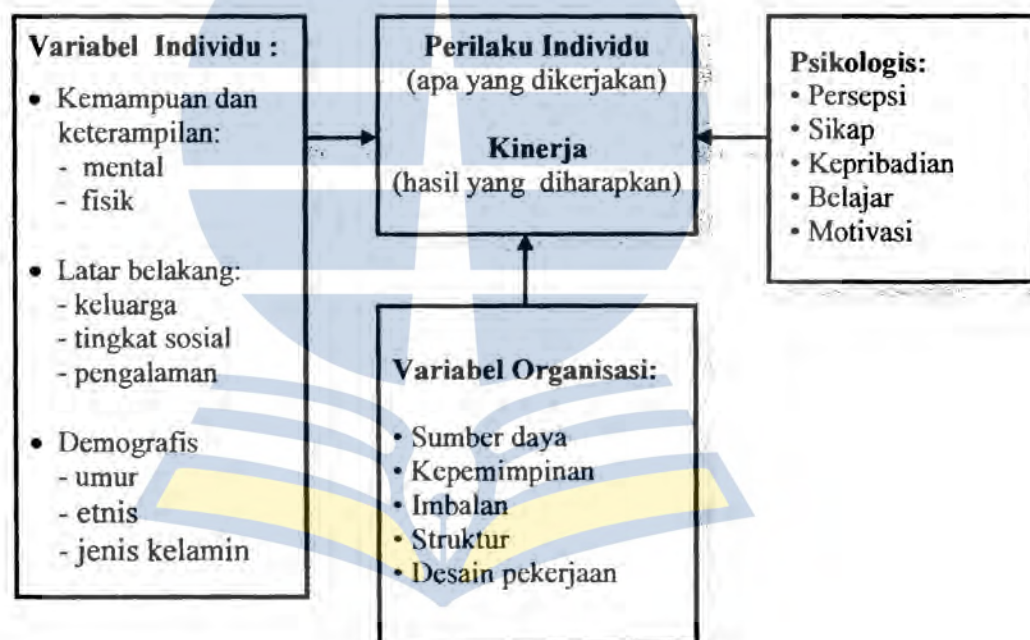 Variabel Individu :
• Kemampuan dan
keterampilan:
- mental
- fisik
• Latar belakang:
- keluarga
- tingkat sosial
- pengalaman
• Demografis
- umur
- etnis
- jenis kelamin
Perilaku Individu
(apa yang dikerjakan)
Kinerja
(hasil yang diharapkan)
Variabel Organisasi:
• Sumber daya
• Kepemimpinan
• Imbalan
• Struktur
• Desain pekerjaan
Psikologis:
• Persepsi
• Sikap
• Kepribadian
• Belajar
• Motivasi